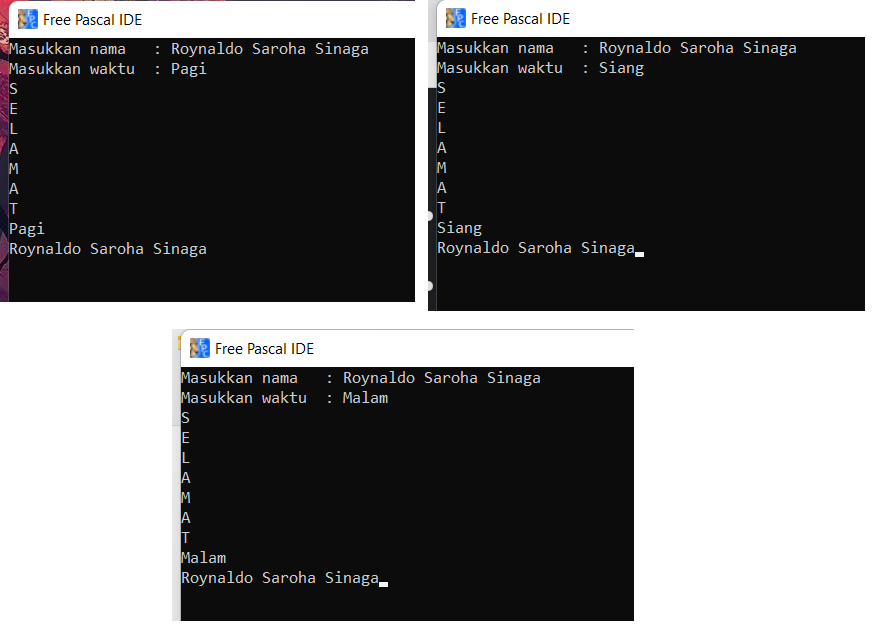 Free Pascal IDE
Masukkan nama   : Roynaldo Saroha Sinaga
Masukkan waktu  : Pagi
S
E
L
A
M
A
T
Pagi
Roynaldo Saroha Sinaga
Free Pascal IDE
Masukkan nama   : Roynaldo Saroha Sinaga
Masukkan waktu  : Siang
S
E
L
A
M
A
T
Siang
Roynaldo Saroha Sinaga
Free Pascal IDE
Masukkan nama   : Roynaldo Saroha Sinaga
Masukkan waktu  : Malam
S
E
L
A
M
A
T
Malam
Roynaldo Saroha Sinaga